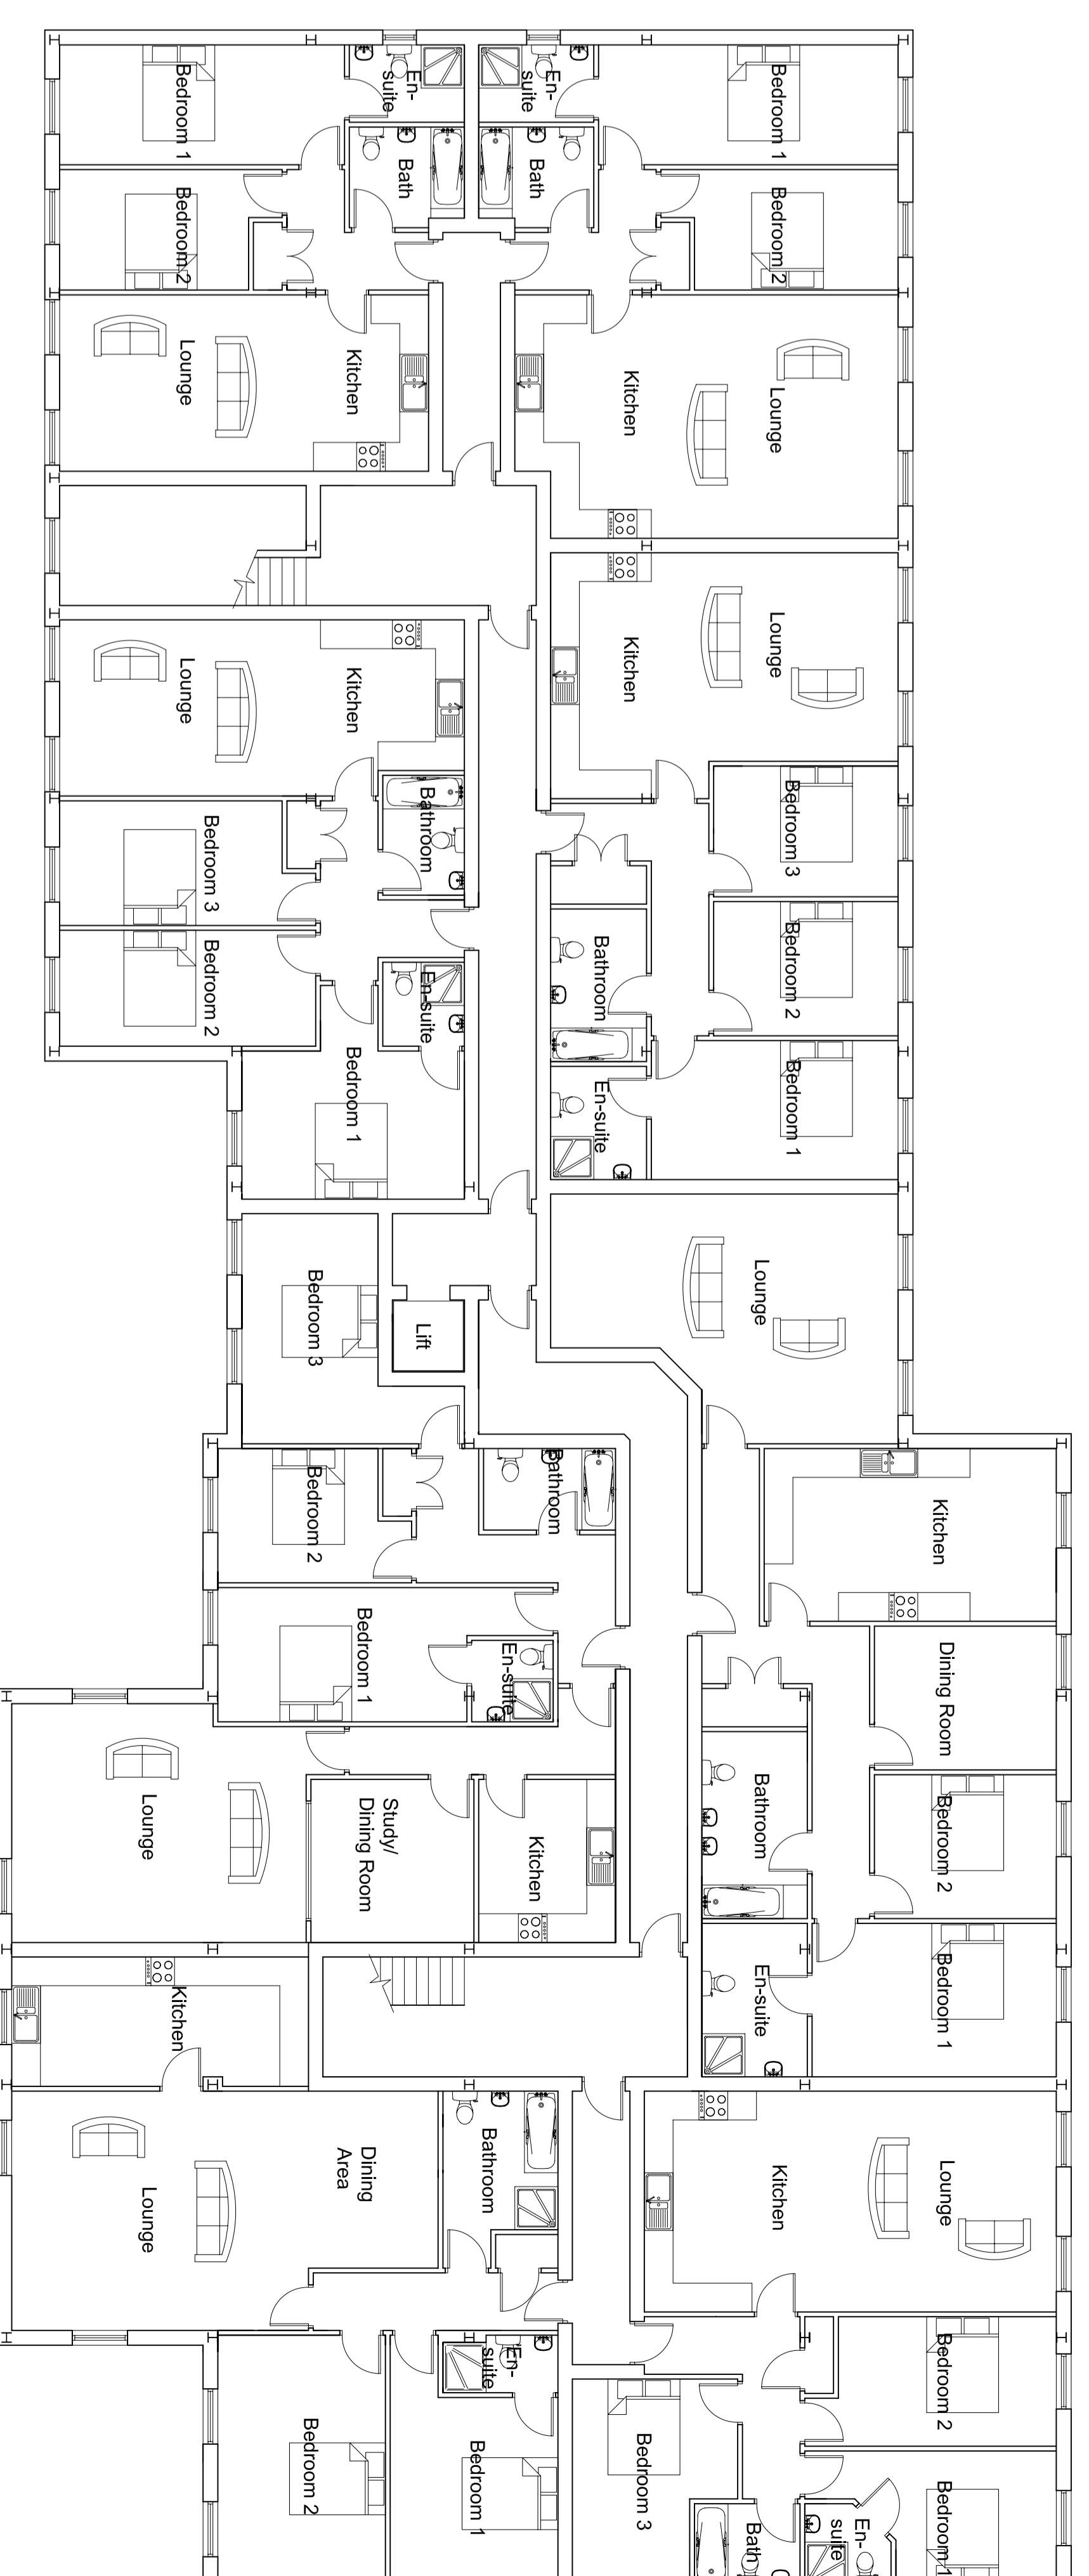 Bedroom 1
En-
suite
En-
suite
Bedroom 1
Bath
Bath
Bedroom 2
Bedroom 2
Lounge
Kitchen
Kitchen
Lounge
Lounge
Kitchen
Kitchen
Lounge
Bathroom
Bedroom 3
Bedroom 3
Bedroom 2
En-suite
Bathroom
Bedroom 2
Bedroom 1
En-suite
Bedroom 1
Bedroom 3
Lift
Lounge
Bedroom 2
Bathroom
Kitchen
Bedroom 1
En-suite
Dining Room
Lounge
Study/
Dining Room
Kitchen
Bathroom
Bedroom 2
Kitchen
En-suite
Bedroom 1
Lounge
Dining
Area
Bathroom
Kitchen
Lounge
Bedroom 2
Bedroom 1
En-
suite
Bedroom 3
Bedroom 2
Bath
En-
suite
Bedroom 1